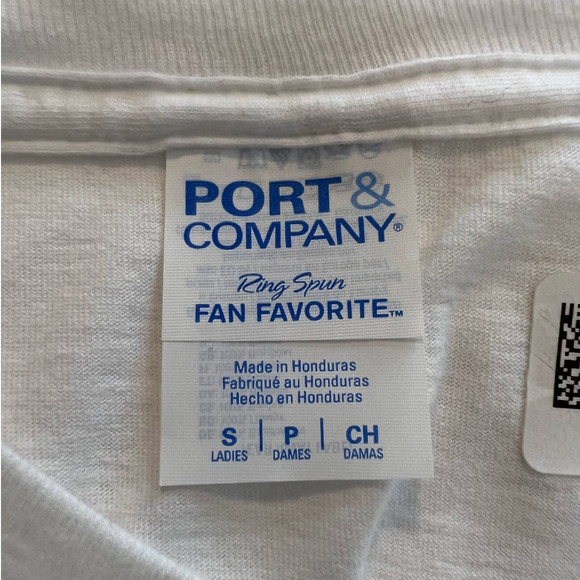 PORT &
COMPANY®
Ring Spun
FAN FAVORITE™
Made in Honduras
Fabriqué au Honduras
Hecho en Honduras
S | P | CH
LADIES DAMES DAMAS